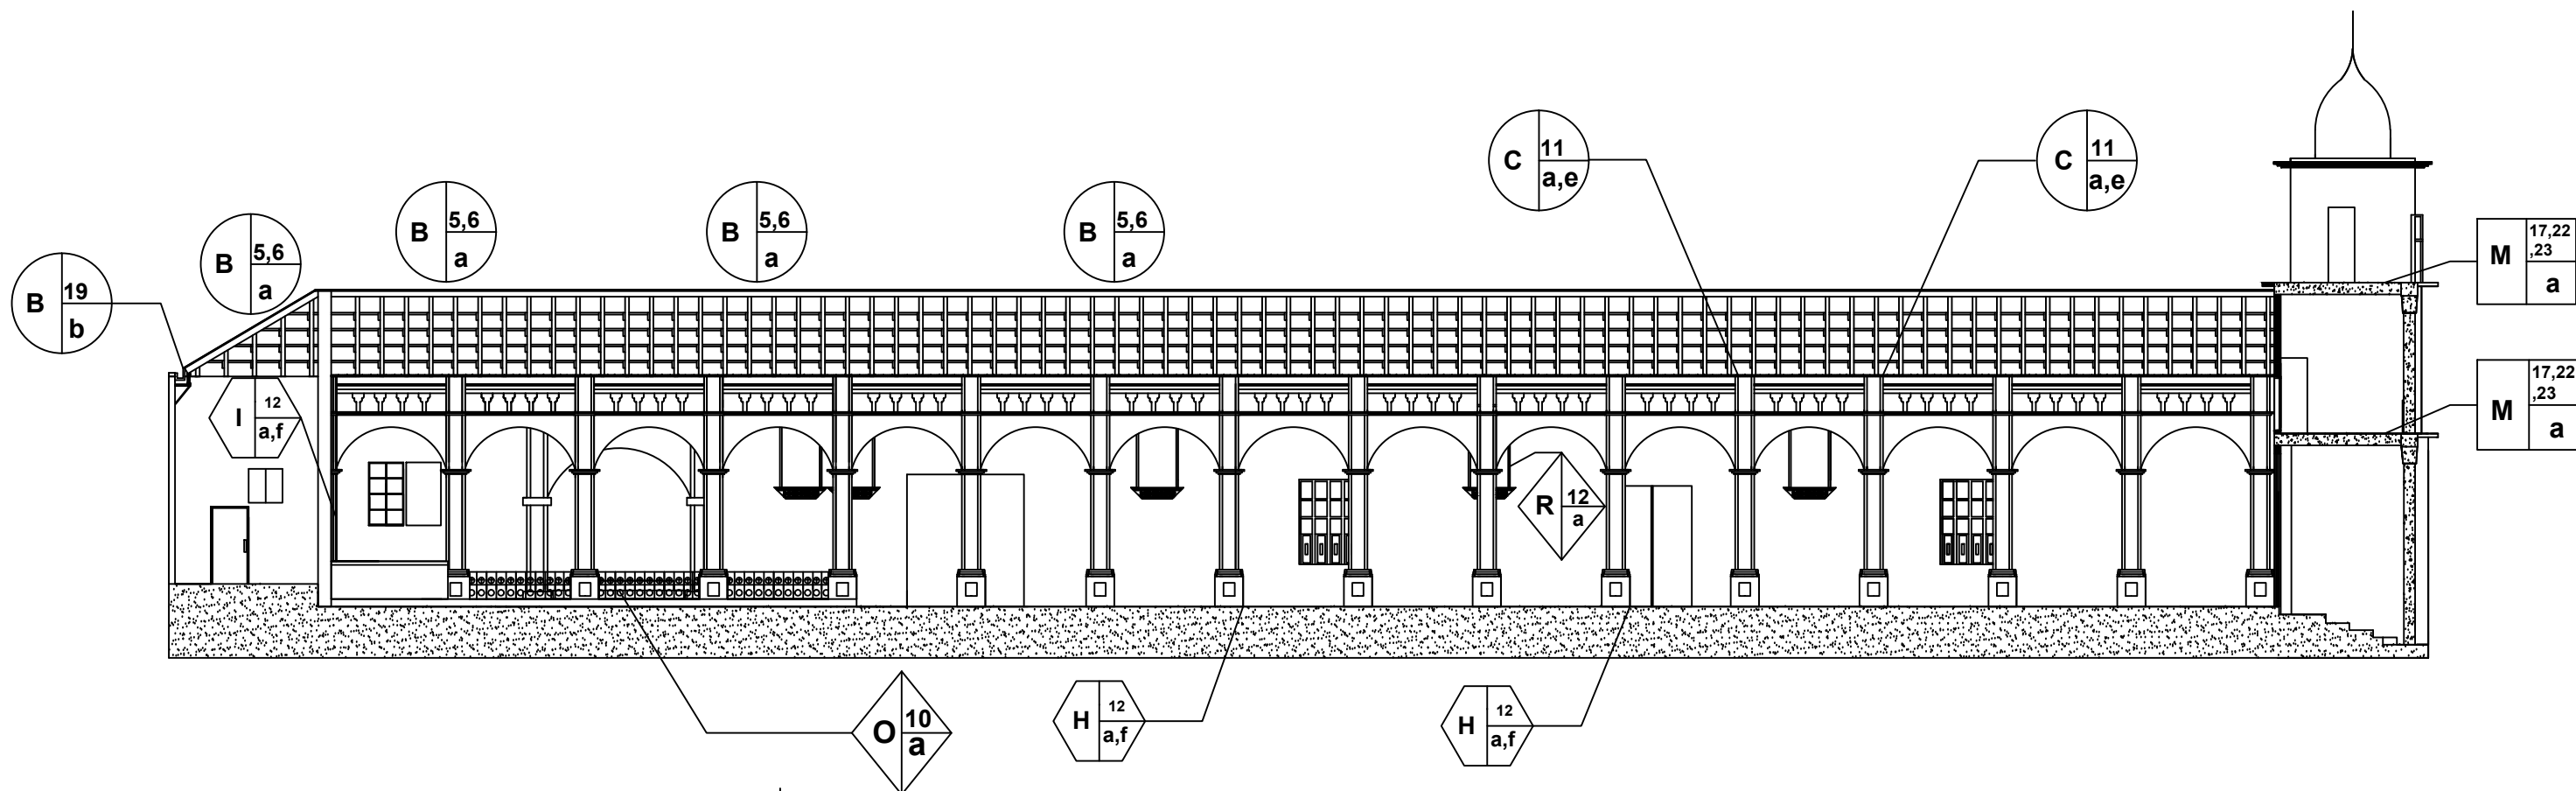 B 19
b
B 5,6
a
B 5,6
a
B 5,6
a
B 5,6
a
C 11
a,e
C 11
a,e
M 17,22
,23
a
M 17,22
,23
a
I 12
a,f
R 12
a
O 10
a
H 12
a,f
H 12
a,f